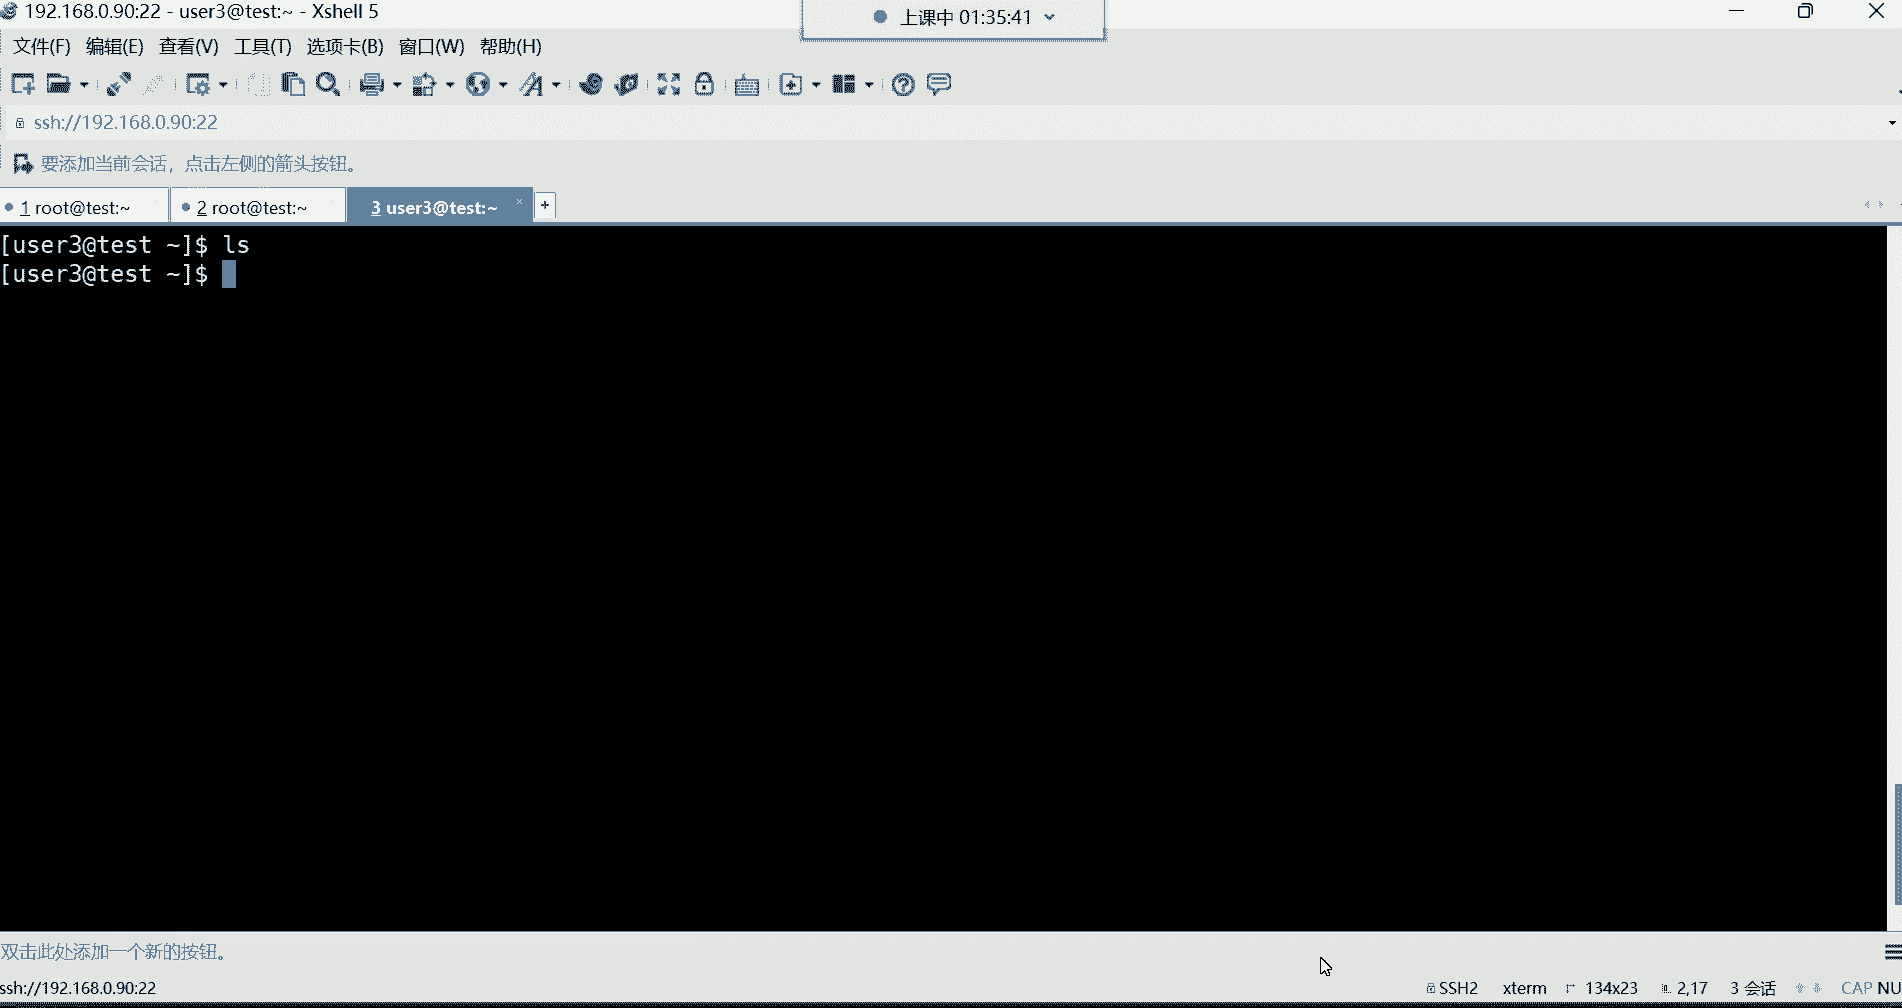 192.168.0.90:22 - user3@test:~ - Xshell 5
上课中 01:35:41
文件(F) 编辑(E) 查看(V) 工具(T) 选项卡(B) 窗口(W) 帮助(H)
ssh://192.168.0.90:22
要添加当前会话，点击左侧的箭头按钮。
1 root@test:~ 2 root@test:~ 3 user3@test:~ × +
[user3@test ~]$ ls
[user3@test ~]$
双击此处添加一个新的按钮。
ssh://192.168.0.90:22 SSH2 xterm 134x23 2,17 3 会话 CAP NU